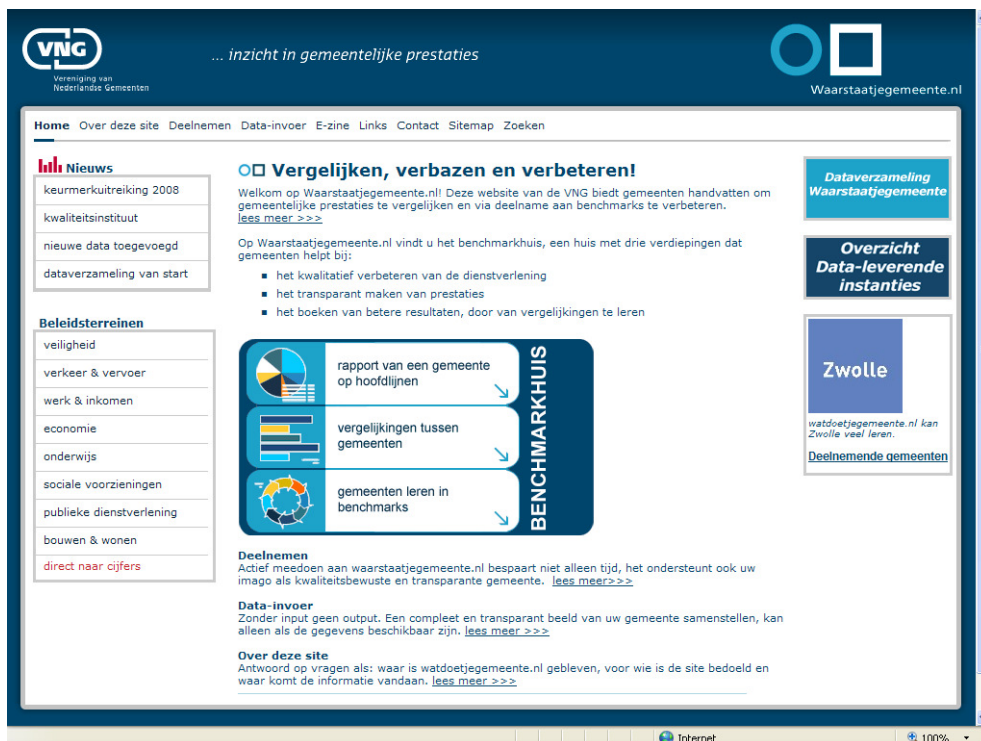 VNG
Vereniging van
Nederlandse Gemeenten
... inzicht in gemeentelijke prestaties
Waarstaatjegemeente.nl
Home Over deze site Deelnemen Data-invoer E-zine Links Contact Sitemap Zoeken
Nieuws
keurmerkuitreiking 2008
kwaliteitsinstituut
nieuwe data toegevoegd
dataverzameling van start
Beleidsterreinen
veiligheid
verkeer & vervoer
werk & inkomen
economie
onderwijs
sociale voorzieningen
publieke dienstverlening
bouwen & wonen
direct naar cijfers
Vergelijken, verbazen en verbeteren!
Welkom op Waarstaatjegemeente.nl! Deze website van de VNG biedt gemeenten handvatten om
gemeentelijke prestaties te vergelijken en via deelname aan benchmarks te verbeteren.
lees meer >>>
Op Waarstaatjegemeente.nl vindt u het benchmarkhuis, een huis met drie verdiepingen dat
gemeenten helpt bij:
het kwalitatief verbeteren van de dienstverlening
het transparant maken van prestaties
het boeken van betere resultaten, door van vergelijkingen te leren
rapport van een gemeente
op hoofdlijnen
vergelijkingen tussen
gemeenten
gemeenten leren in
benchmarks
BENCHMARKHUIS
Deelnemen
Actief meedoen aan waarstaatjegemeente.nl bespaart niet alleen tijd, het ondersteunt ook uw
imago als kwaliteitsbewuste en transparante gemeente. lees meer>>>
Data-invoer
Zonder input geen output. Een compleet en transparant beeld van uw gemeente samenstellen, kan
alleen als de gegevens beschikbaar zijn. lees meer >>>
Over deze site
Antwoord op vragen als: waar is watdoetjegemeente.nl gebleven, voor wie is de site bedoeld en
waar komt de informatie vandaan. lees meer >>>
Dataverzameling
Waarstaatjegemeente
Overzicht
Data-leverende
instanties
Zwolle
watdoetjegemeente.nl kan
Zwolle veel leren.
Deelnemende gemeenten
Internet
100%